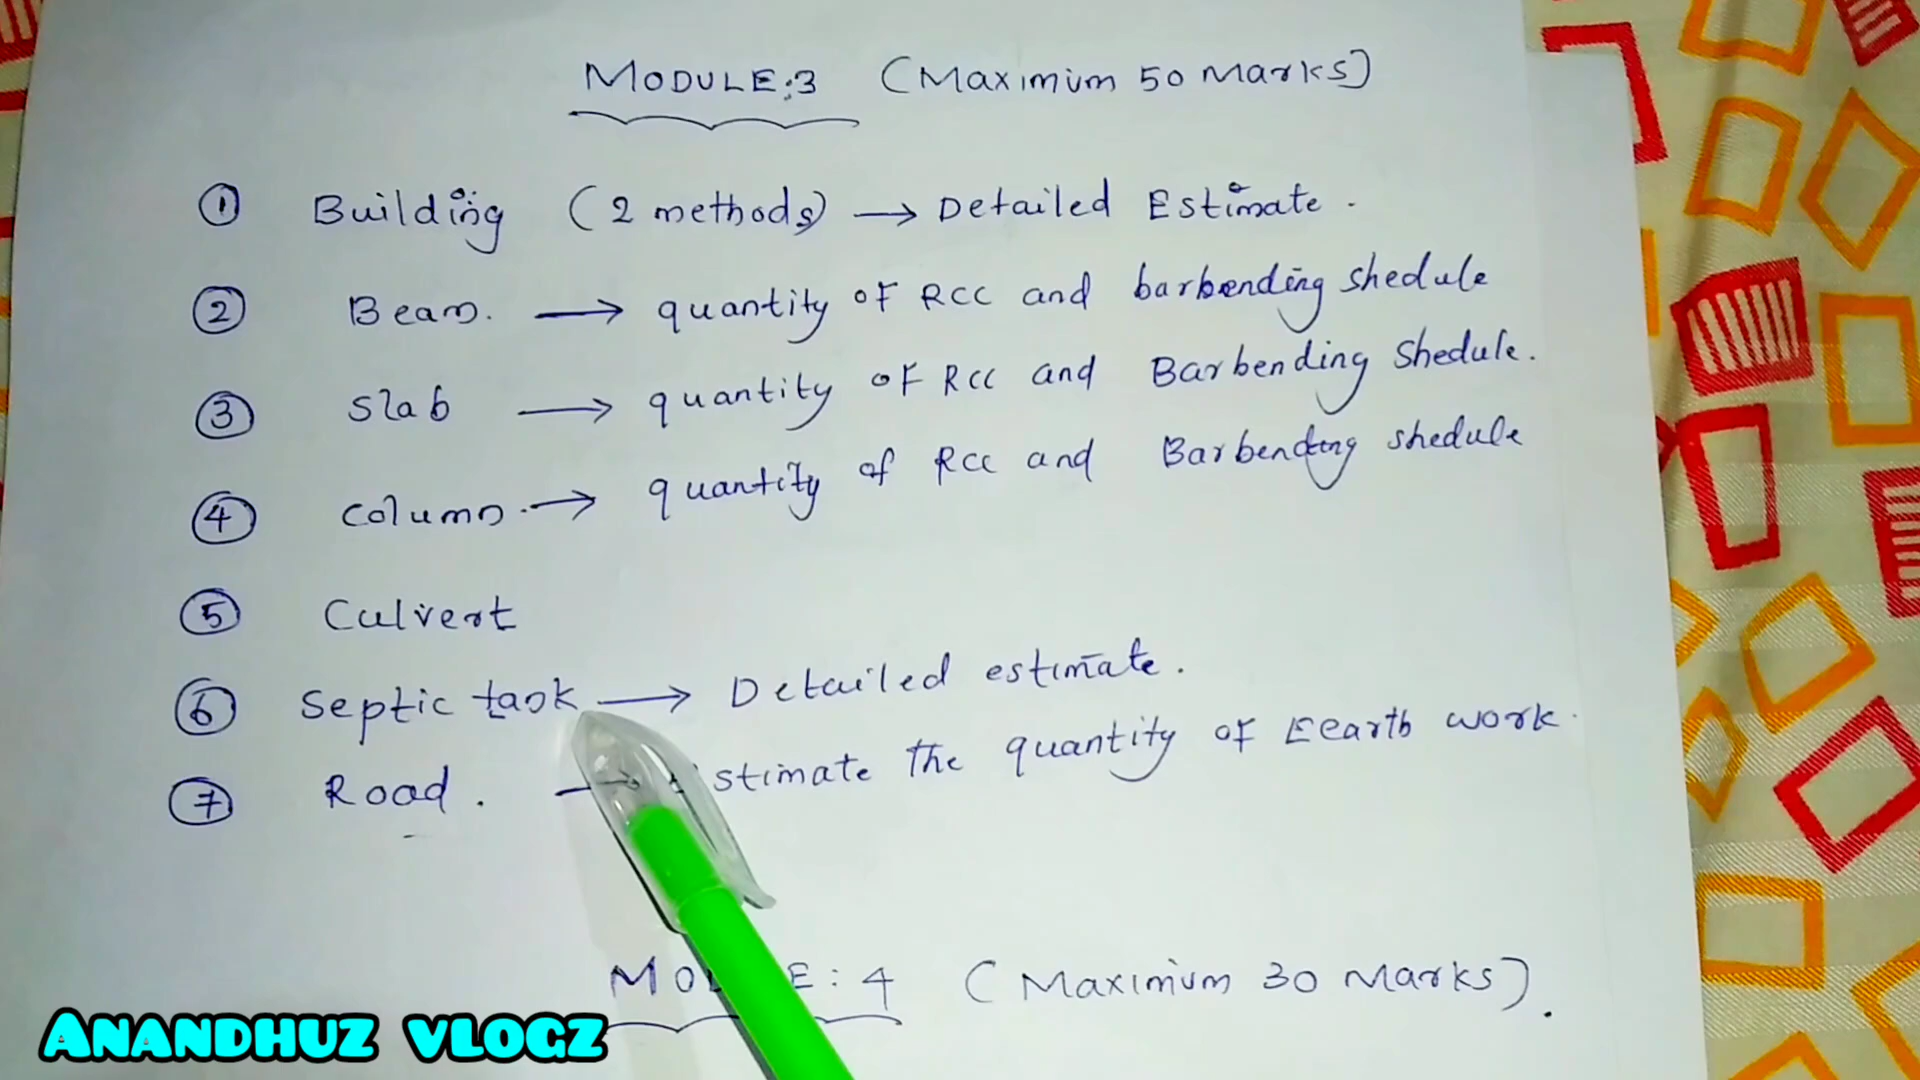 MODULE:3 (Maximum 50 Marks)
① Building (2 methods) → Detailed Estimate.
② Beam. → quantity OF RCC and barbending shedule
③ Slab → quantity OF RCC and Barbending Shedule.
④ Column. → quantity of RCC and Barbending shedule
⑤ Culvert
⑥ Septic tank → Detailed estimate.
⑦ Road. → stimate the quantity of Eearth work.
: 4 (Maximum 30 Marks).
ANANDHUZ VLOGZ